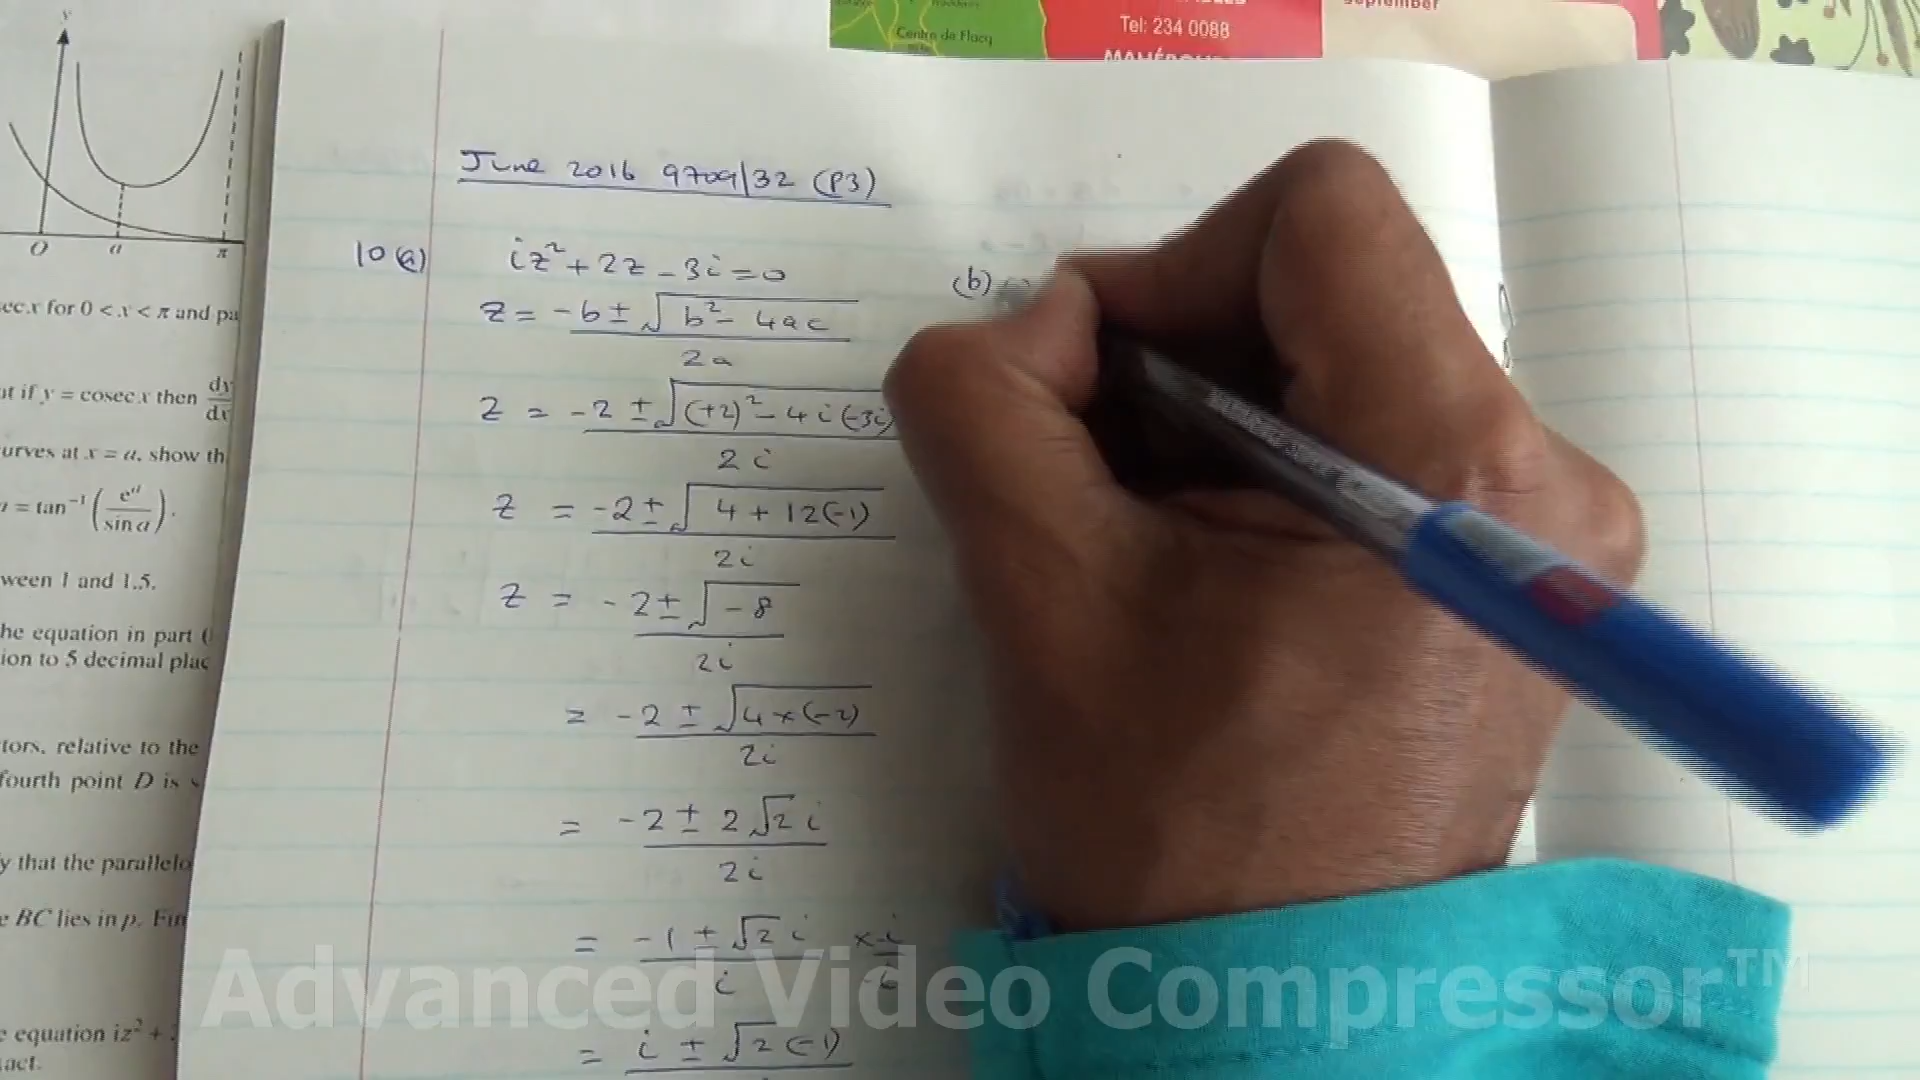 Centre de Flacq
Tel: 234 0088
September
y
O a π
sec x for 0 < x < π and pa
at if y = cosec x then dy/dx
urves at x = a, show th
= tan⁻¹ (eᵃ/sin a).
ween 1 and 1.5.
he equation in part (
ion to 5 decimal plac
tors, relative to the
fourth point D is
y that the parallelo
e BC lies in p. Fin
e equation iz² +
act.
June 2016 9709/32 (P3)
10 (a) iz² + 2z - 3i = 0
z = -b ± √(b² - 4ac)
2a
z = -2 ± √((+2)² - 4i(-3i)
2i
z = -2 ± √(4 + 12(-1))
2i
z = -2 ± √(-8)
2i
= -2 ± √(4×(-2))
2i
= -2 ± 2√2 i
2i
= -1 ± √2 i × -i
i -i
= i ± √2 (-1)
(b)
Advanced Video Compressor™